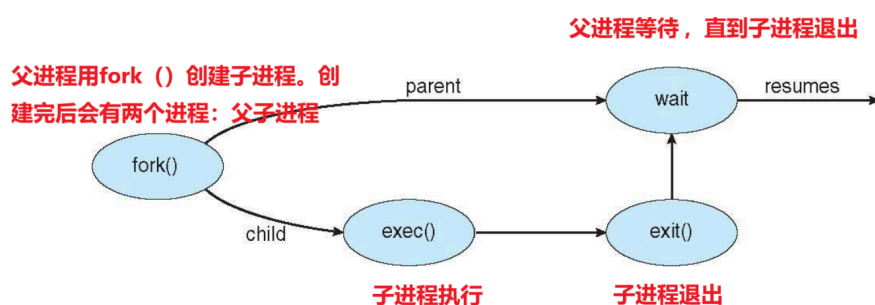 父进程等待，直到子进程退出
父进程用fork（）创建子进程。创
建完后会有两个进程：父子进程
parent
wait
resumes
fork()
child
exec()
exit()
子进程执行
子进程退出